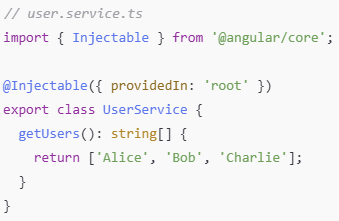 // user.service.ts
import { Injectable } from '@angular/core';

@Injectable({ providedIn: 'root' })
export class UserService {
  getUsers(): string[] {
    return ['Alice', 'Bob', 'Charlie'];
  }
}